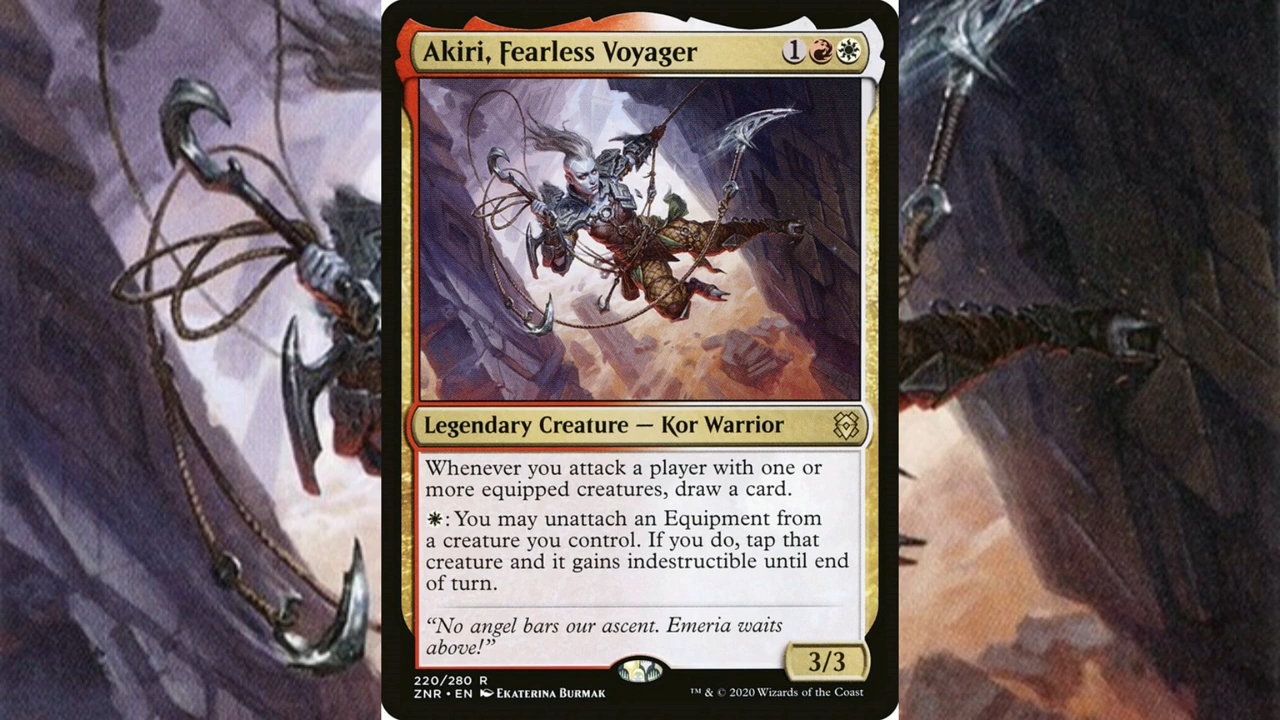 Akiri, Fearless Voyager 1
Legendary Creature — Kor Warrior
Whenever you attack a player with one or
more equipped creatures, draw a card.
: You may unattach an Equipment from
a creature you control. If you do, tap that
creature and it gains indestructible until end
of turn.
“No angel bars our ascent. Emeria waits
above!”
3/3
220/280 R
ZNR • EN Ekaterina Burmak
™ & © 2020 Wizards of the Coast